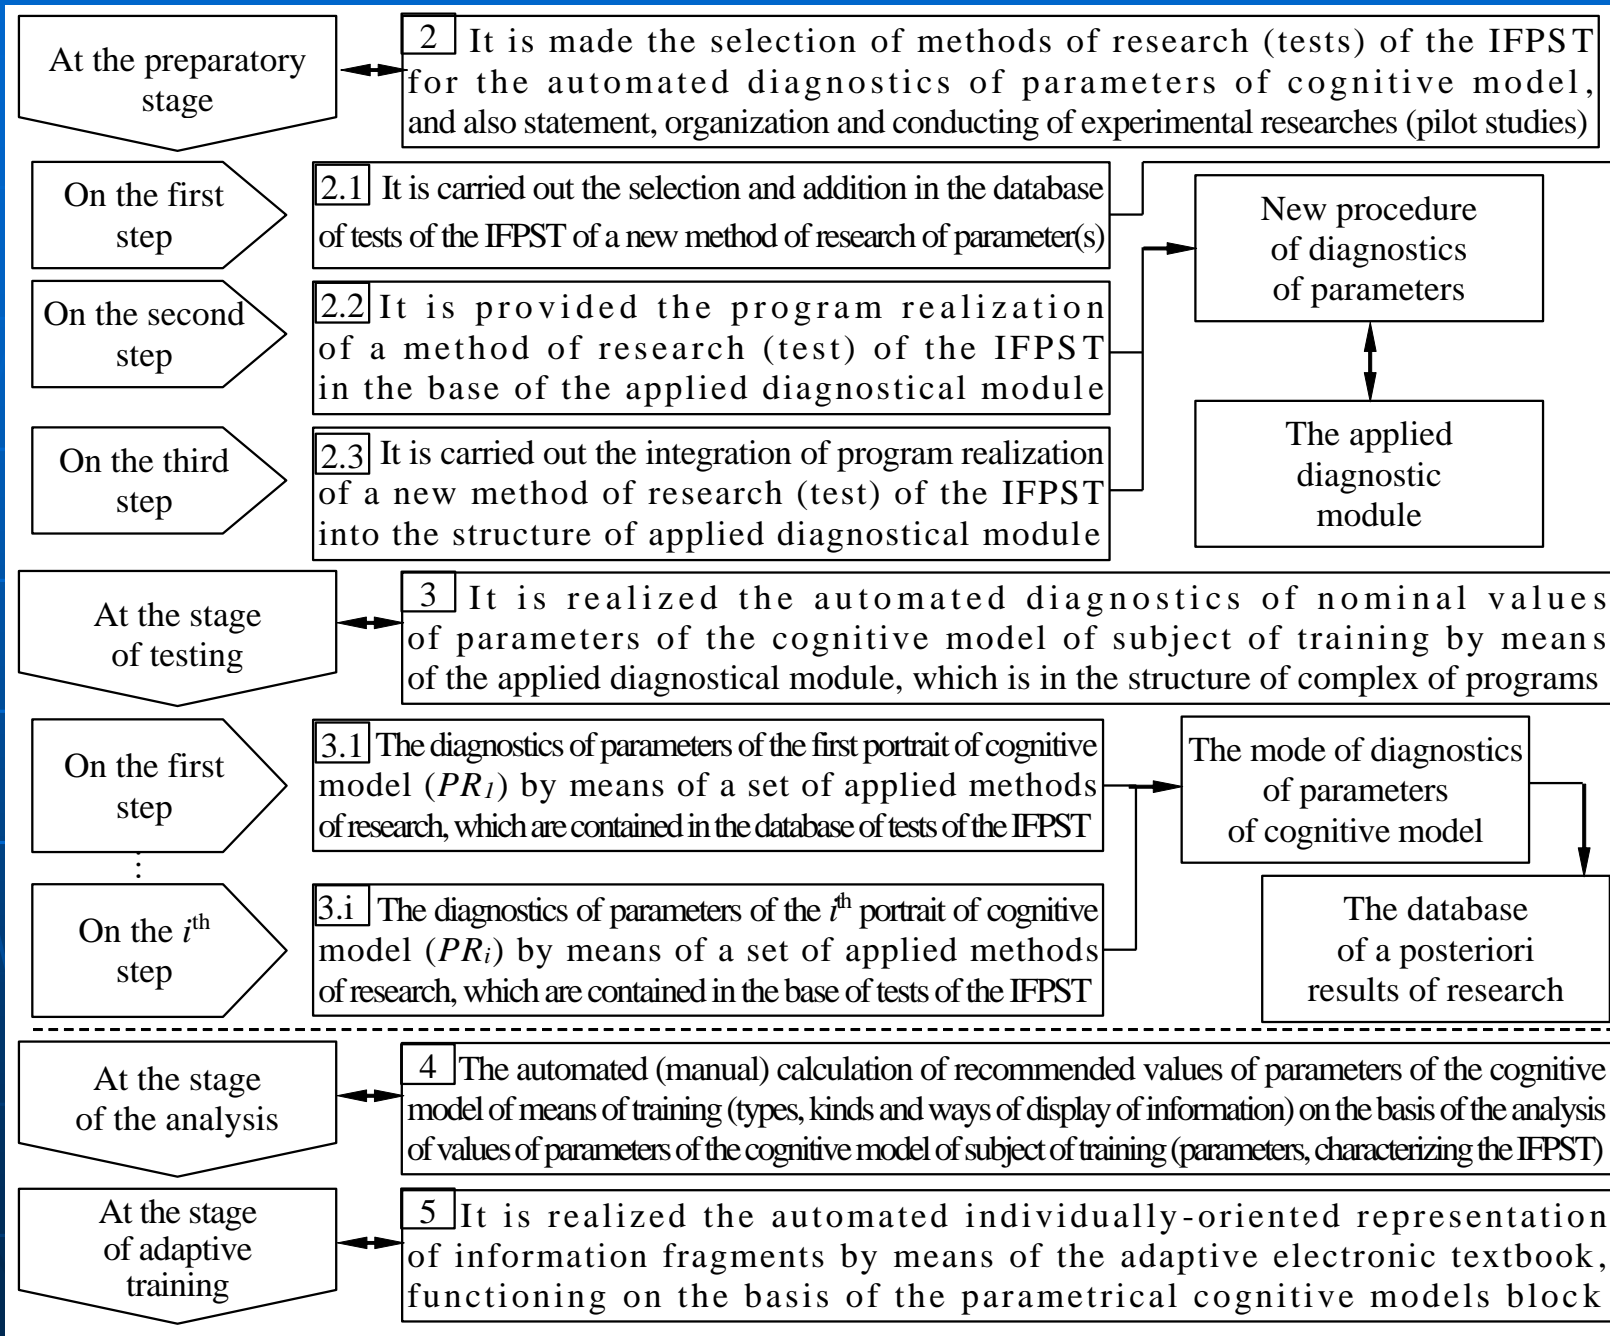 At the preparatory
stage
2 It is made the selection of methods of research (tests) of the IFPST
for the automated diagnostics of parameters of cognitive model,
and also statement, organization and conducting of experimental researches (pilot studies)
On the first
step
2.1 It is carried out the selection and addition in the database
of tests of the IFPST of a new method of research of parameter(s)
New procedure
of diagnostics
of parameters
On the second
step
2.2 It is provided the program realization
of a method of research (test) of the IFPST
in the base of the applied diagnostical module
On the third
step
2.3 It is carried out the integration of program realization
of a new method of research (test) of the IFPST
into the structure of applied diagnostical module
The applied
diagnostic
module
At the stage
of testing
3 It is realized the automated diagnostics of nominal values
of parameters of the cognitive model of subject of training by means
of the applied diagnostical module, which is in the structure of complex of programs
On the first
step
3.1 The diagnostics of parameters of the first portrait of cognitive
model (PR1) by means of a set of applied methods
of research, which are contained in the database of tests of the IFPST
The mode of diagnostics
of parameters
of cognitive model
⋮
On the ith
step
3.i The diagnostics of parameters of the ith portrait of cognitive
model (PRi) by means of a set of applied methods
of research, which are contained in the base of tests of the IFPST
The database
of a posteriori
results of research
At the stage
of the analysis
4 The automated (manual) calculation of recommended values of parameters of the cognitive
model of means of training (types, kinds and ways of display of information) on the basis of the analysis
of values of parameters of the cognitive model of subject of training (parameters, characterizing the IFPST)
At the stage
of adaptive
training
5 It is realized the automated individually-oriented representation
of information fragments by means of the adaptive electronic textbook,
functioning on the basis of the parametrical cognitive models block